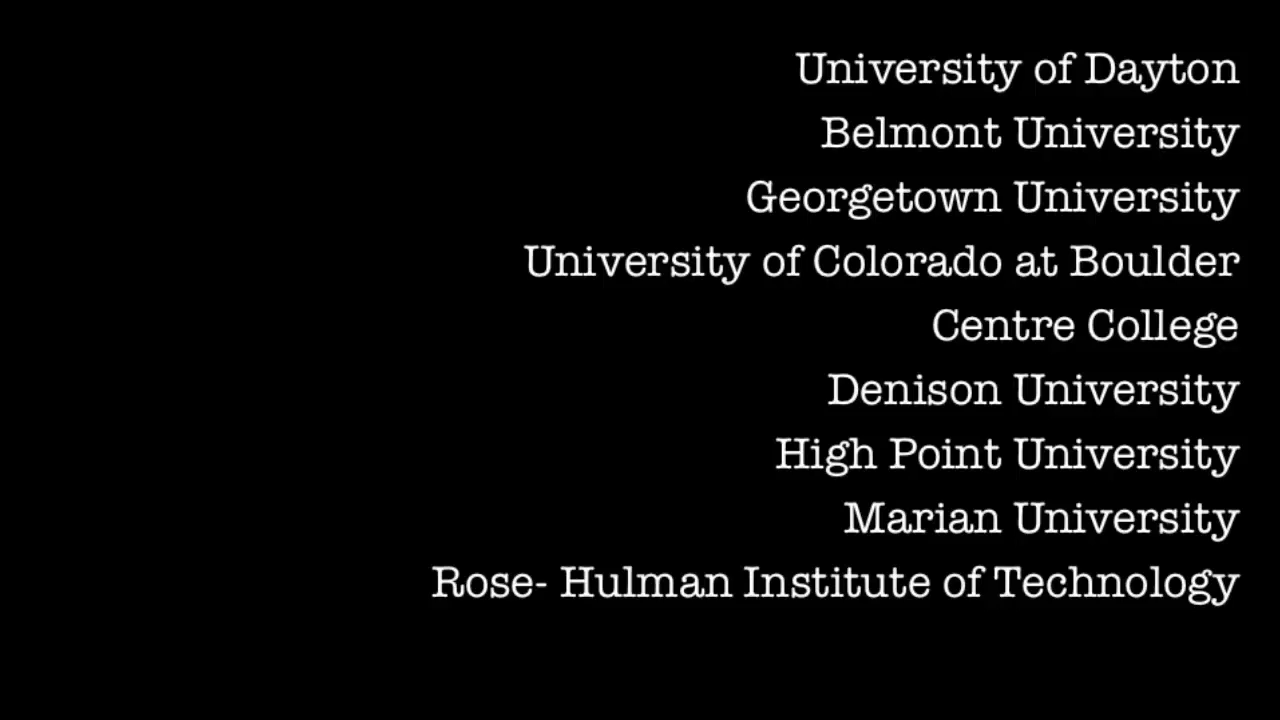 University of Dayton
Belmont University
Georgetown University
University of Colorado at Boulder
Centre College
Denison University
High Point University
Marian University
Rose- Hulman Institute of Technology